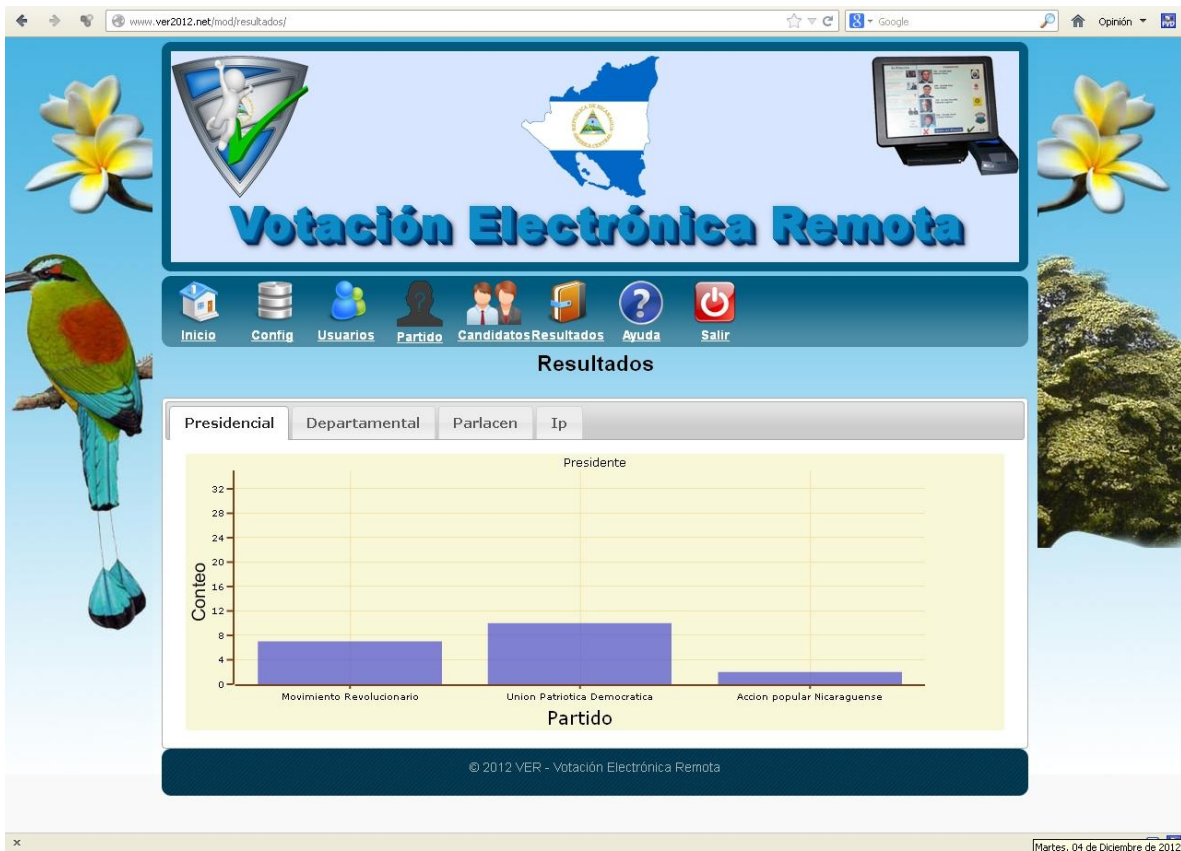 www.ver2012.net/mod/resultados/
Google
Opinión
Votación Electrónica Remota
Inicio Config Usuarios Partido Candidatos Resultados Ayuda Salir
Resultados
Presidencial Departamental Parlacen Ip
Presidente
32
28
24
20
16
12
8
4
0
Conteo
Movimiento Revolucionario Union Patriotica Democratica Accion popular Nicaraguense
Partido
© 2012 VER - Votación Electrónica Remota
Martes, 04 de Diciembre de 2012